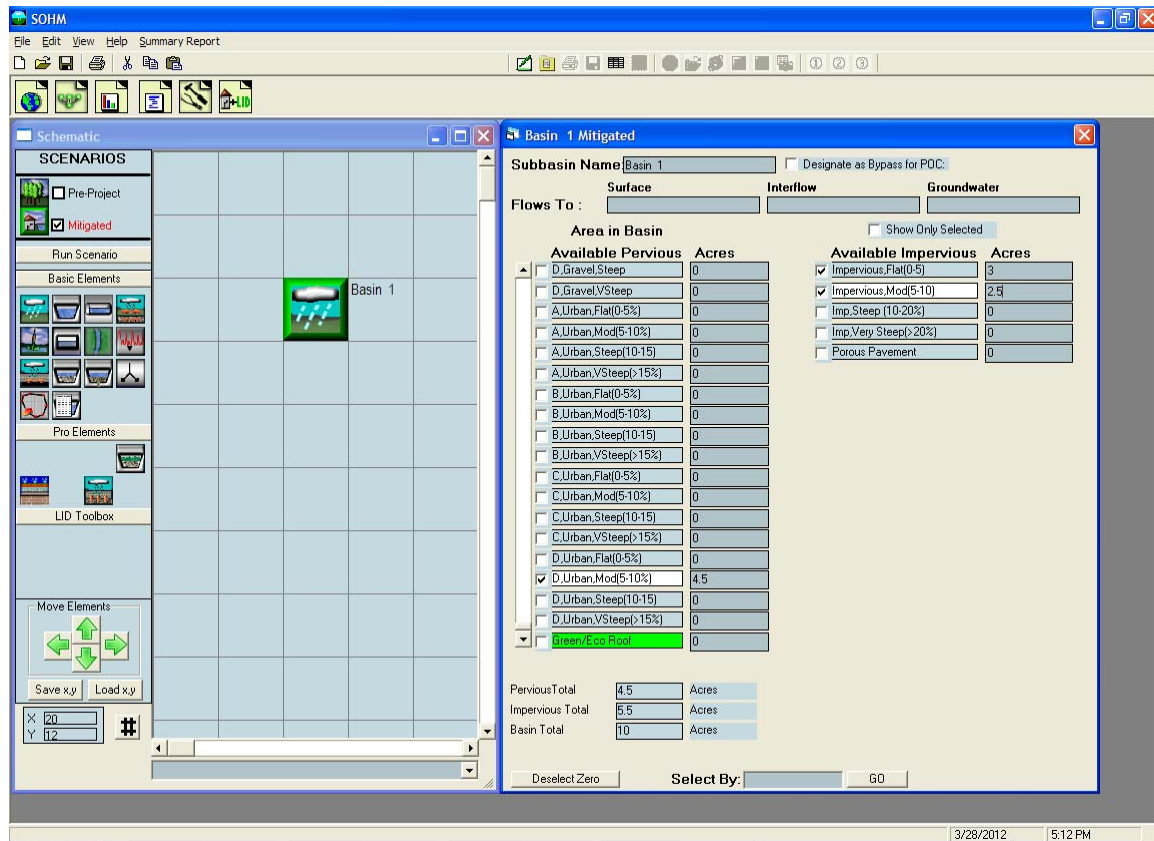 SOHM
File Edit View Help Summary Report
+LID
Schematic
SCENARIOS
Pre-Project
Mitigated
Run Scenario
Basic Elements
Pro Elements
LID Toolbox
Move Elements
Save x,y Load x,y
X 20
Y 12
#
Basin 1
Basin 1 Mitigated
Subbasin Name: Basin 1 Designate as Bypass for POC:
Surface Interflow Groundwater
Flows To :
Area in Basin Show Only Selected
Available Pervious Acres Available Impervious Acres
D,Gravel,Steep 0 Impervious,Flat(0-5) 3
D,Gravel,VSteep 0 Impervious,Mod(5-10) 2.5
A,Urban,Flat(0-5%) 0 Imp,Steep (10-20%) 0
A,Urban,Mod(5-10%) 0 Imp,Very Steep(>20%) 0
A,Urban,Steep(10-15) 0 Porous Pavement 0
A,Urban,VSteep(>15%) 0
B,Urban,Flat(0-5%) 0
B,Urban,Mod(5-10%) 0
B,Urban,Steep(10-15) 0
B,Urban,VSteep(>15%) 0
C,Urban,Flat(0-5%) 0
C,Urban,Mod(5-10%) 0
C,Urban,Steep(10-15) 0
C,Urban,VSteep(>15%) 0
D,Urban,Flat(0-5%) 0
D,Urban,Mod(5-10%) 4.5
D,Urban,Steep(10-15) 0
D,Urban,VSteep(>15%) 0
Green/Eco Roof 0
PerviousTotal 4.5 Acres
Impervious Total 5.5 Acres
Basin Total 10 Acres
Deselect Zero Select By: GO
3/28/2012 5:12 PM